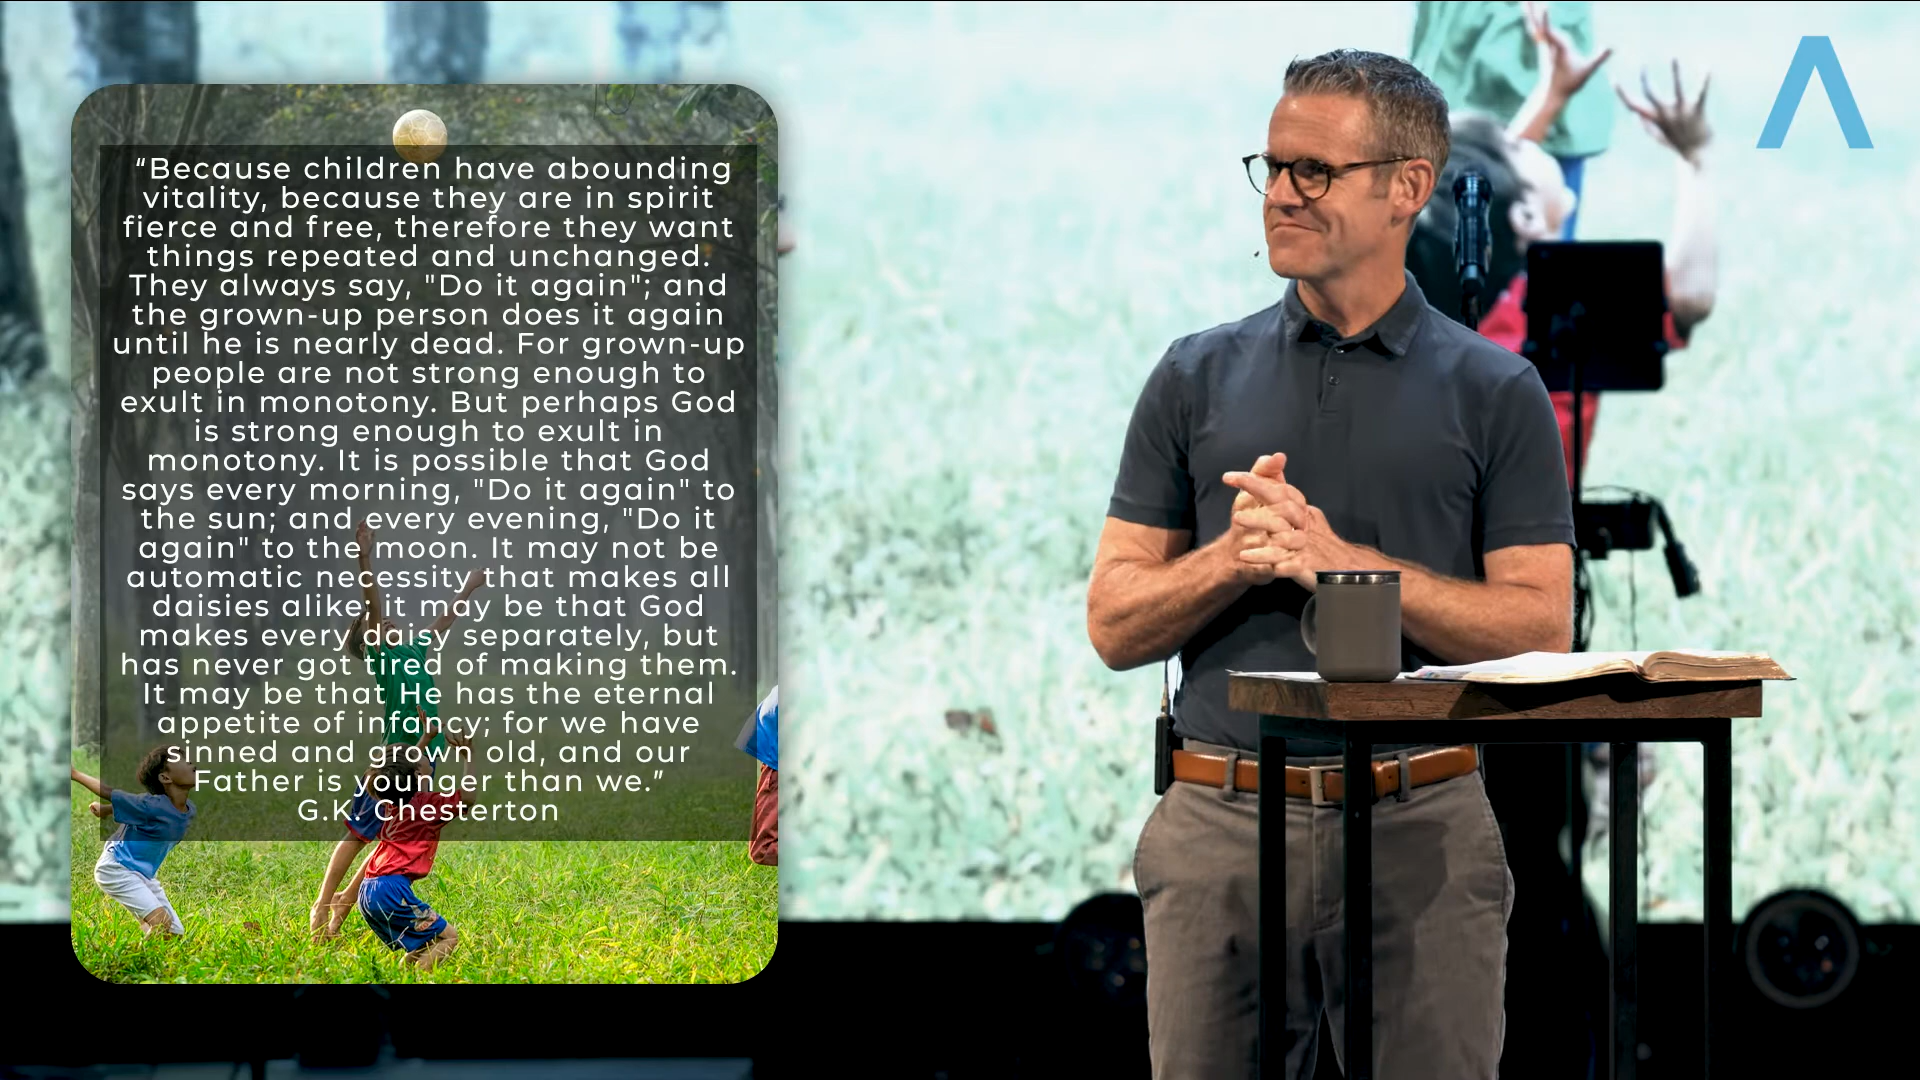 “Because children have abounding
vitality, because they are in spirit
fierce and free, therefore they want
things repeated and unchanged.
They always say, "Do it again"; and
the grown-up person does it again
until he is nearly dead. For grown-up
people are not strong enough to
exult in monotony. But perhaps God
is strong enough to exult in
monotony. It is possible that God
says every morning, "Do it again" to
the sun; and every evening, "Do it
again" to the moon. It may not be
automatic necessity that makes all
daisies alike; it may be that God
makes every daisy separately, but
has never got tired of making them.
It may be that He has the eternal
appetite of infancy; for we have
sinned and grown old, and our
Father is younger than we.”
G.K. Chesterton